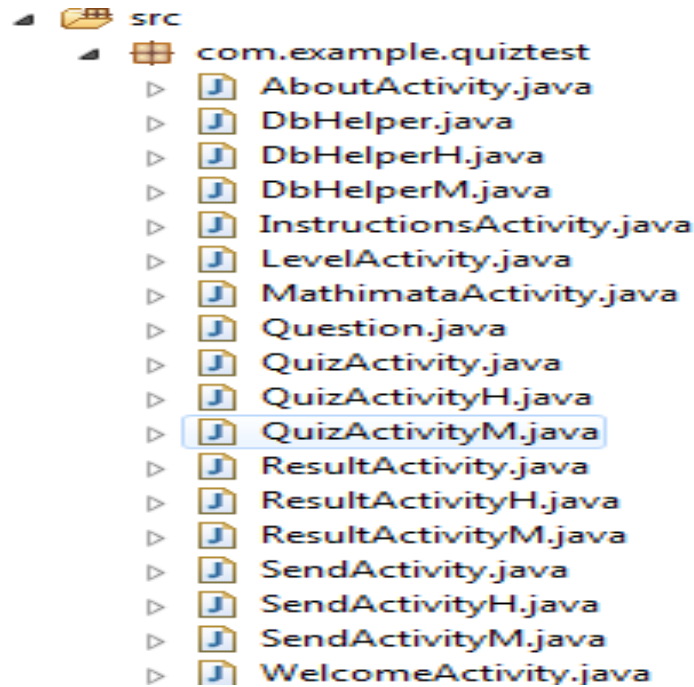 src
com.example.quiztest
AboutActivity.java
DbHelper.java
DbHelperH.java
DbHelperM.java
InstructionsActivity.java
LevelActivity.java
MathimataActivity.java
Question.java
QuizActivity.java
QuizActivityH.java
QuizActivityM.java
ResultActivity.java
ResultActivityH.java
ResultActivityM.java
SendActivity.java
SendActivityH.java
SendActivityM.java
WelcomeActivity.java